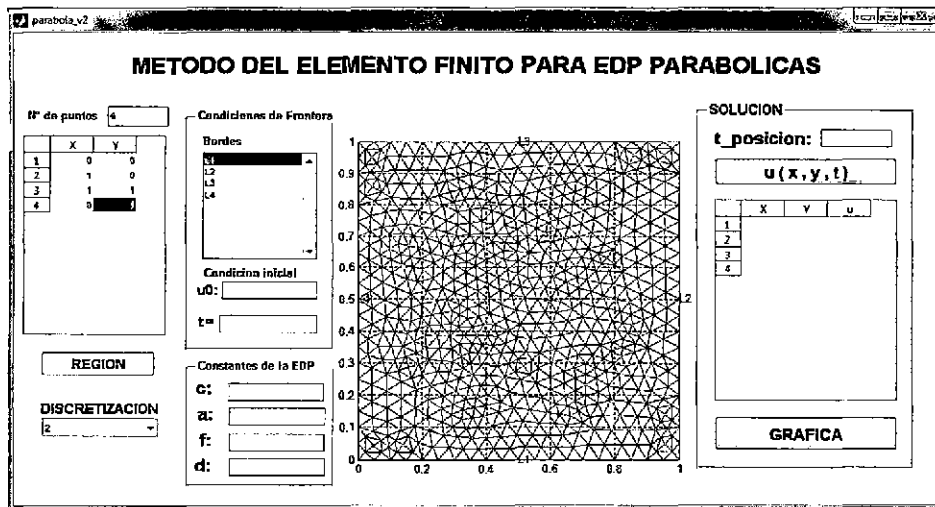 parabola_v2
METODO DEL ELEMENTO FINITO PARA EDP PARABOLICAS
Nº de puntos 4
X Y
1 0 0
2 1 0
3 1 1
4 0
REGION
DISCRETIZACION
2
Condiciones de Frontera
Bordes
L1
L2
L3
L4
Condicion inicial
u0:
t=
Constantes de la EDP
c:
a:
f:
d:
1
0.9
0.8
0.7
0.6
0.5
0.4
0.3
0.2
0.1
0
0 0.2 0.4 0.6 0.8 1
L3
L2
L1
SOLUCION
t_posicion:
u(x,y,t)
X Y u
1
2
3
4
GRAFICA